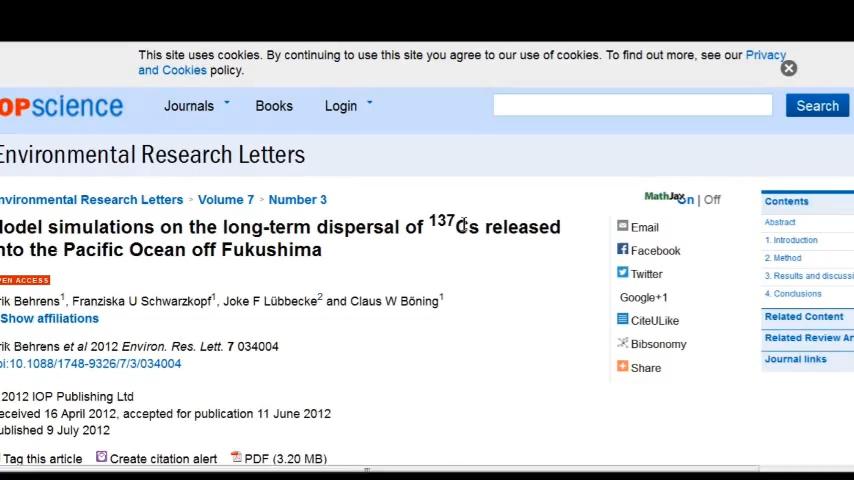 This site uses cookies. By continuing to use this site you agree to our use of cookies. To find out more, see our Privacy
and Cookies policy.
OPscience Journals Books Login Search
Environmental Research Letters
nvironmental Research Letters > Volume 7 > Number 3
MathJax On | Off
odel simulations on the long-term dispersal of 137Cs released
nto the Pacific Ocean off Fukushima
PEN ACCESS
rik Behrens1, Franziska U Schwarzkopf1, Joke F Lübbecke2 and Claus W Böning1
Show affiliations
rik Behrens et al 2012 Environ. Res. Lett. 7 034004
oi:10.1088/1748-9326/7/3/034004
2012 IOP Publishing Ltd
eceived 16 April 2012, accepted for publication 11 June 2012
ublished 9 July 2012
Tag this article Create citation alert PDF (3.20 MB)
Email
Facebook
Twitter
Google+1
CiteULike
Bibsonomy
Share
Contents
Abstract
1. Introduction
2. Method
3. Results and discussi
4. Conclusions
Related Content
Related Review Ar
Journal links